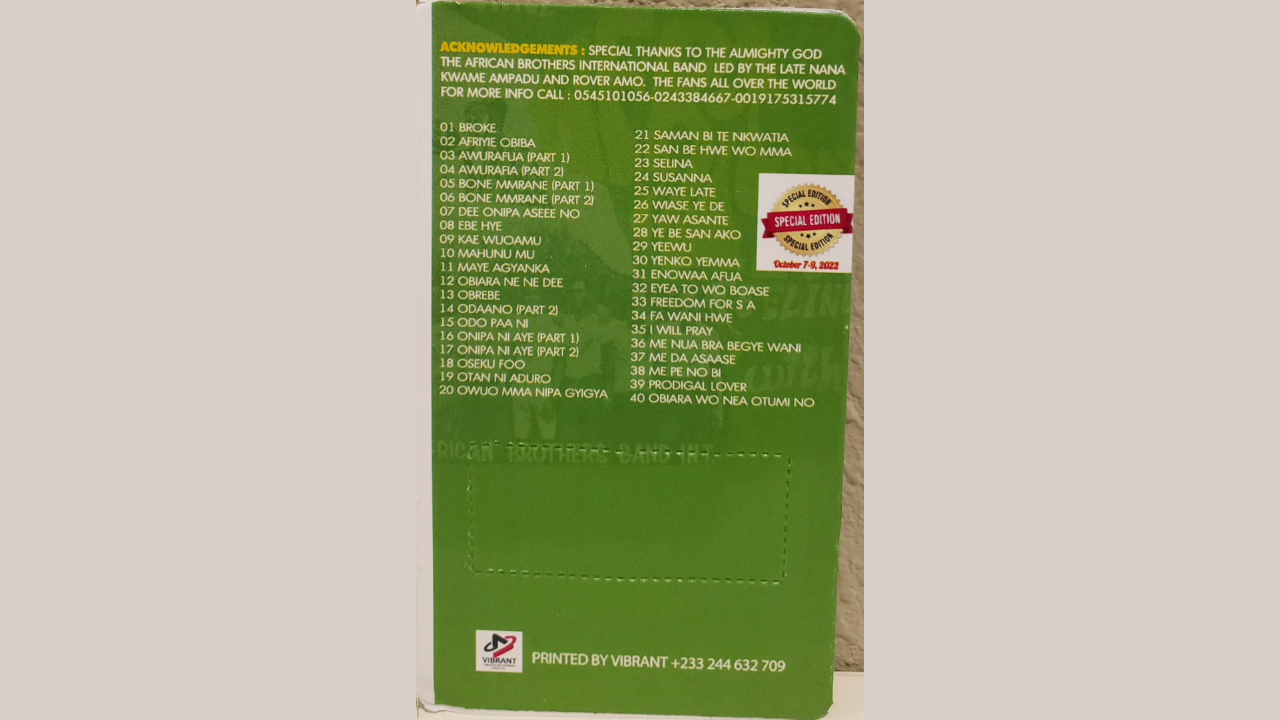 ACKNOWLEDGEMENTS : SPECIAL THANKS TO THE ALMIGHTY GOD
THE AFRICAN BROTHERS INTERNATIONAL BAND LED BY THE LATE NANA
KWAME AMPADU AND ROVER AMO. THE FANS ALL OVER THE WORLD
FOR MORE INFO CALL : 0545101056-0243384667-0019175315774
01 BROKE
02 AFRIYIE OBIBA
03 AWURAFUA (PART 1)
04 AWURAFIA (PART 2)
05 BONE MMRANE (PART 1)
06 BONE MMRANE (PART 2)
07 DEE ONIPA ASEEE NO
08 EBE HYE
09 KAE WUOAMU
10 MAHUNU MU
11 MAYE AGYANKA
12 OBIARA NE NE DEE
13 OBREBE
14 ODAANO (PART 2)
15 ODO PAA NI
16 ONIPA NI AYE (PART 1)
17 ONIPA NI AYE (PART 2)
18 OSEKU FOO
19 OTAN NI ADURO
20 OWUO MMA NIPA GYIGYA
21 SAMAN BI TE NKWATIA
22 SAN BE HWE WO MMA
23 SELINA
24 SUSANNA
25 WAYE LATE
26 WIASE YE DE
27 YAW ASANTE
28 YE BE SAN AKO
29 YEEWU
30 YENKO YEMMA
31 ENOWAA AFUA
32 EYEA TO WO BOASE
33 FREEDOM FOR S A
34 FA WANI HWE
35 I WILL PRAY
36 ME NUA BRA BEGYE WANI
37 ME DA ASAASE
38 ME PE NO BI
39 PRODIGAL LOVER
40 OBIARA WO NEA OTUMI NO
SPECIAL EDITION
SPECIAL EDITION
SPECIAL EDITION
October 7-9, 2022
with
FRICAN BROTHERS BAND INT.
VIBRANT
PRINTED BY VIBRANT +233 244 632 709